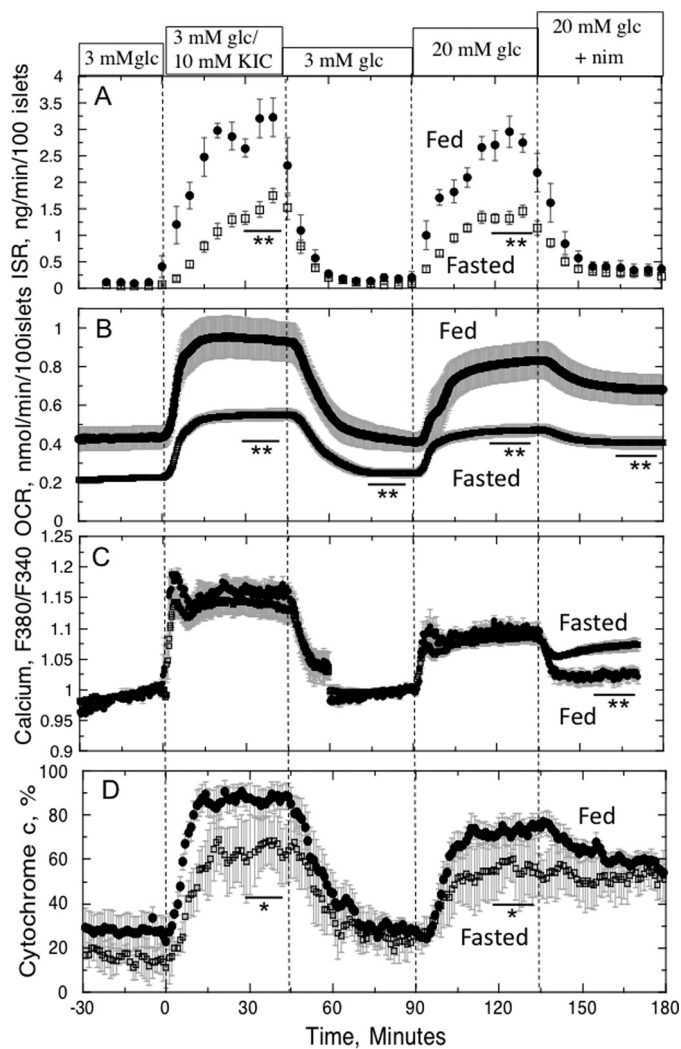 3 mMglc
3 mM glc/
10 mM KIC
3 mM glc
20 mM glc
20 mM glc
+ nim
A
ISR, ng/min/100 islets
4
3.5
3
2.5
2
1.5
1
0.5
0
Fed
**
Fasted
**
B
OCR, nmol/min/100islets
1
0.8
0.6
0.4
0.2
0
Fed
**
**
Fasted
**
**
C
Calcium, F380/F340
1.25
1.2
1.15
1.1
1.05
1
0.95
0.9
Fasted
**
Fed
D
Cytochrome c, %
100
80
60
40
20
0
Fed
*
*
Fasted
-30
0
30
60
90
120
150
180
Time, Minutes